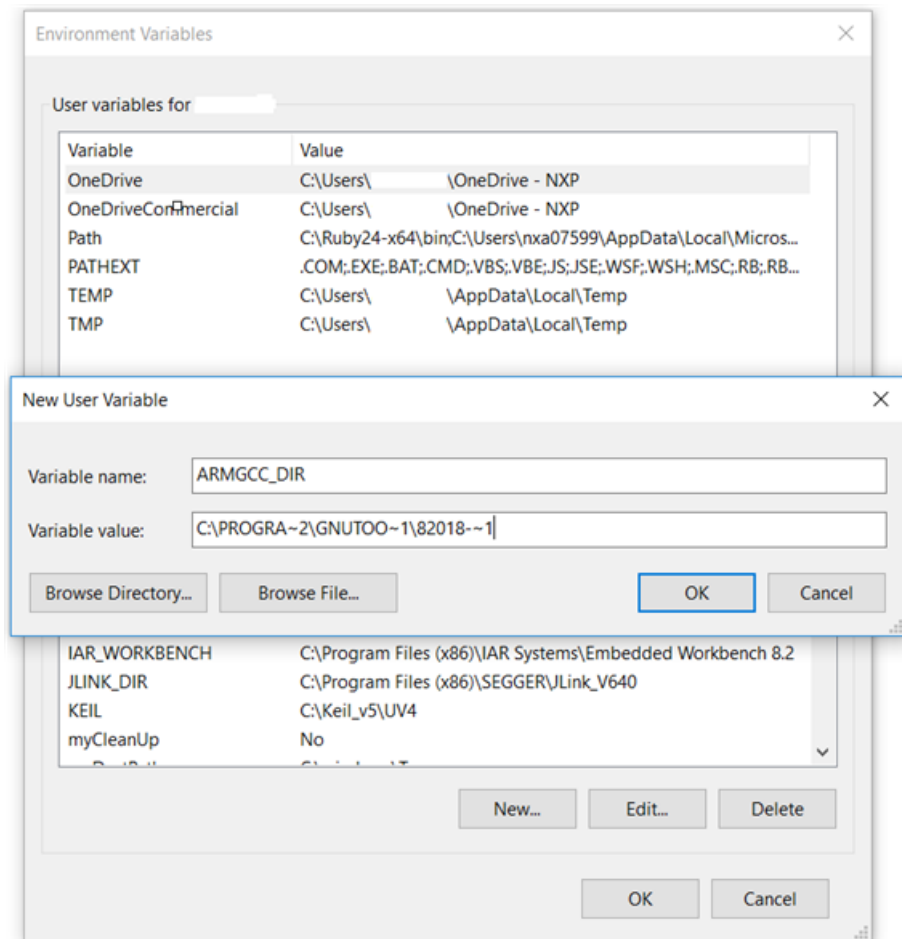 Environment Variables
User variables for
Variable Value
OneDrive C:\Users\ \OneDrive - NXP
OneDriveCommercial C:\Users\ \OneDrive - NXP
Path C:\Ruby24-x64\bin;C:\Users\nxa07599\AppData\Local\Micros...
PATHEXT .COM;.EXE;.BAT;.CMD;.VBS;.VBE;.JS;.JSE;.WSF;.WSH;.MSC;.RB;.RB...
TEMP C:\Users\ \AppData\Local\Temp
TMP C:\Users\ \AppData\Local\Temp
New User Variable
Variable name: ARMGCC_DIR
Variable value: C:\PROGRA~2\GNUTOO~1\82018-~1
Browse Directory... Browse File... OK Cancel
IAR_WORKBENCH C:\Program Files (x86)\IAR Systems\Embedded Workbench 8.2
JLINK_DIR C:\Program Files (x86)\SEGGER\JLink_V640
KEIL C:\Keil_v5\UV4
myCleanUp No
New... Edit... Delete
OK Cancel